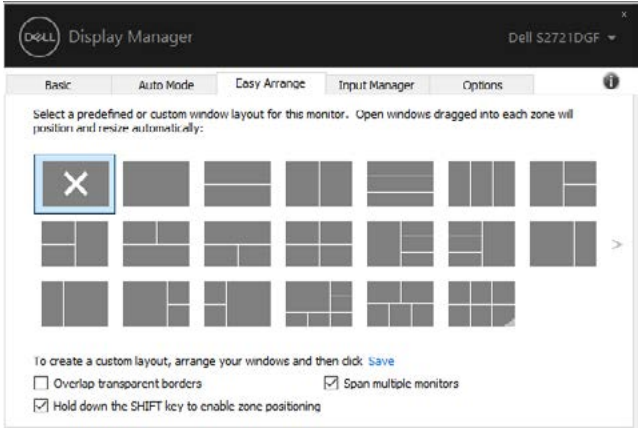 x
DELL Display Manager Dell S2721DGF
Basic Auto Mode Easy Arrange Input Manager Options
Select a predefined or custom window layout for this monitor. Open windows dragged into each zone will
position and resize automatically:
>
To create a custom layout, arrange your windows and then click Save
Overlap transparent borders Span multiple monitors
Hold down the SHIFT key to enable zone positioning